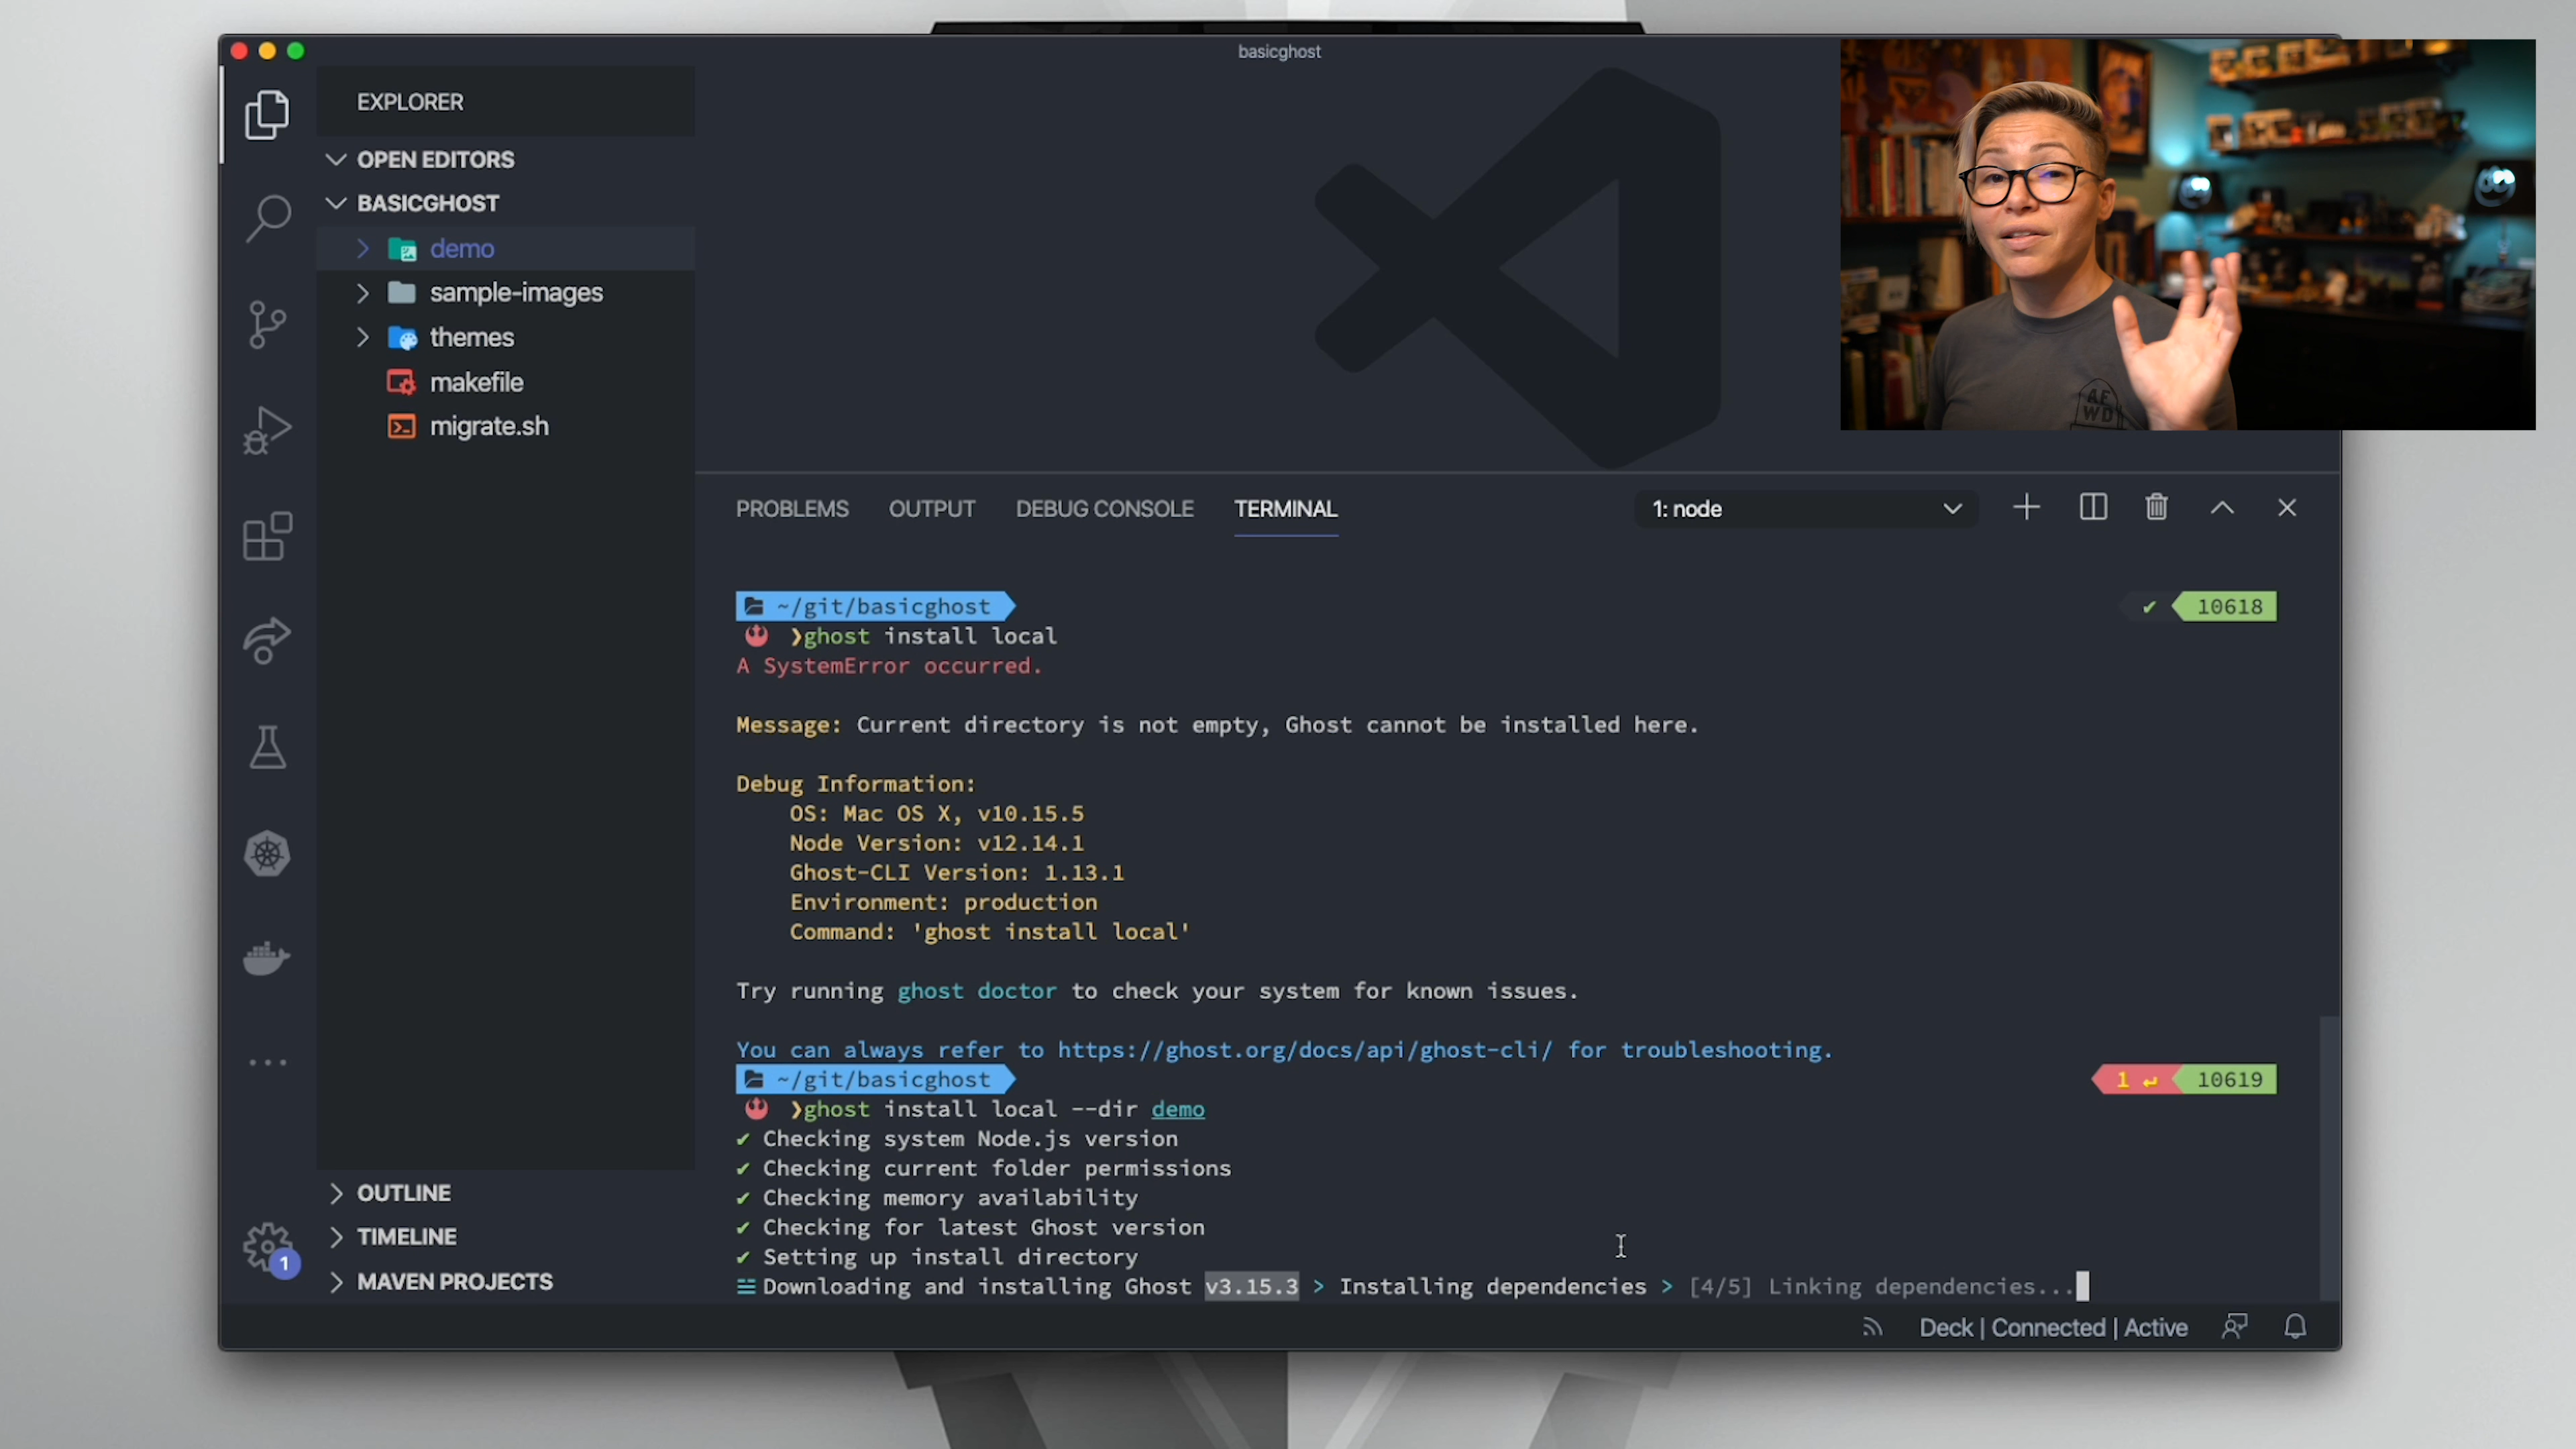 basicghost
EXPLORER
OPEN EDITORS
BASICGHOST
demo
sample-images
themes
makefile
migrate.sh
OUTLINE
TIMELINE
MAVEN PROJECTS
1
AF
WD
PROBLEMS OUTPUT DEBUG CONSOLE TERMINAL 1: node
~/git/basicghost ✔ 10618
❯ghost install local
A SystemError occurred.
Message: Current directory is not empty, Ghost cannot be installed here.
Debug Information:
OS: Mac OS X, v10.15.5
Node Version: v12.14.1
Ghost-CLI Version: 1.13.1
Environment: production
Command: 'ghost install local'
Try running ghost doctor to check your system for known issues.
You can always refer to https://ghost.org/docs/api/ghost-cli/ for troubleshooting.
~/git/basicghost 1 ↵ 10619
❯ghost install local --dir demo
✔ Checking system Node.js version
✔ Checking current folder permissions
✔ Checking memory availability
✔ Checking for latest Ghost version
✔ Setting up install directory
☱ Downloading and installing Ghost v3.15.3 > Installing dependencies > [4/5] Linking dependencies...
Deck | Connected | Active